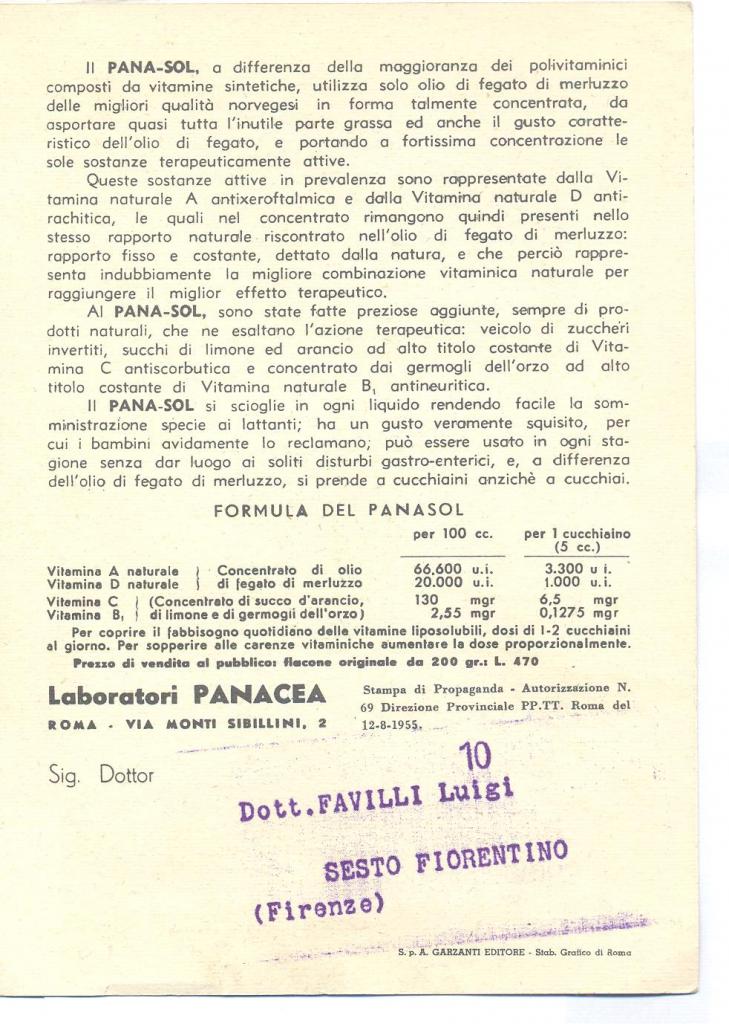 Il PANA-SOL, a differenza della maggioranza dei polivitaminici
composti da vitamine sintetiche, utilizza solo olio di fegato di merluzzo
delle migliori qualità norvegesi in forma talmente concentrata, da
asportare quasi tutta l'inutile parte grassa ed anche il gusto caratte-
ristico dell'olio di fegato, e portando a fortissima concentrazione le
sole sostanze terapeuticamente attive.
Queste sostanze attive in prevalenza sono rappresentate dalla Vi-
tamina naturale A antixeroftalmica e dalla Vitamina naturale D anti-
rachitica, le quali nel concentrato rimangono quindi presenti nello
stesso rapporto naturale riscontrato nell'olio di fegato di merluzzo:
rapporto fisso e costante, dettato dalla natura, e che perciò rappre-
senta indubbiamente la migliore combinazione vitaminica naturale per
raggiungere il miglior effetto terapeutico.
Al PANA-SOL, sono state fatte preziose aggiunte, sempre di pro-
dotti naturali, che ne esaltano l'azione terapeutica: veicolo di zuccheri
invertiti, succhi di limone ed arancio ad alto titolo costante di Vita-
mina C antiscorbutica e concentrato dai germogli dell'orzo ad alto
titolo costante di Vitamina naturale B₁ antineuritica.
Il PANA-SOL si scioglie in ogni liquido rendendo facile la som-
ministrazione specie ai lattanti; ha un gusto veramente squisito, per
cui i bambini avidamente lo reclamano; può essere usato in ogni sta-
gione senza dar luogo ai soliti disturbi gastro-enterici, e, a differenza
dell'olio di fegato di merluzzo, si prende a cucchiaini anzichè a cucchiai.
FORMULA DEL PANASOL
per 100 cc. per 1 cucchiaino
(5 cc.)
Vitamina A naturale } Concentrato di olio 66.600 u.i. 3.300 u i.
Vitamina D naturale } di fegato di merluzzo 20.000 u.i. 1.000 u.i.
Vitamina C } (Concentrato di succo d'arancio, 130 mgr 6,5 mgr
Vitamina B₁ } di limone e di germogli dell'orzo) 2,55 mgr 0,1275 mgr
Per coprire il fabbisogno quotidiano delle vitamine liposolubili, dosi di 1-2 cucchiaini
al giorno. Per sopperire alle carenze vitaminiche aumentare la dose proporzionalmente.
Prezzo di vendita al pubblico: flacone originale da 200 gr.: L. 470
Laboratori PANACEA
ROMA - VIA MONTI SIBILLINI, 2
Stampa di Propaganda - Autorizzazione N.
69 Direzione Provinciale PP.TT. Roma del
12-8-1955.
Sig. Dottor
10
Dott.FAVILLI Luigi
SESTO FIORENTINO
(Firenze)
S. p. A. GARZANTI EDITORE - Stab. Grafico di Roma